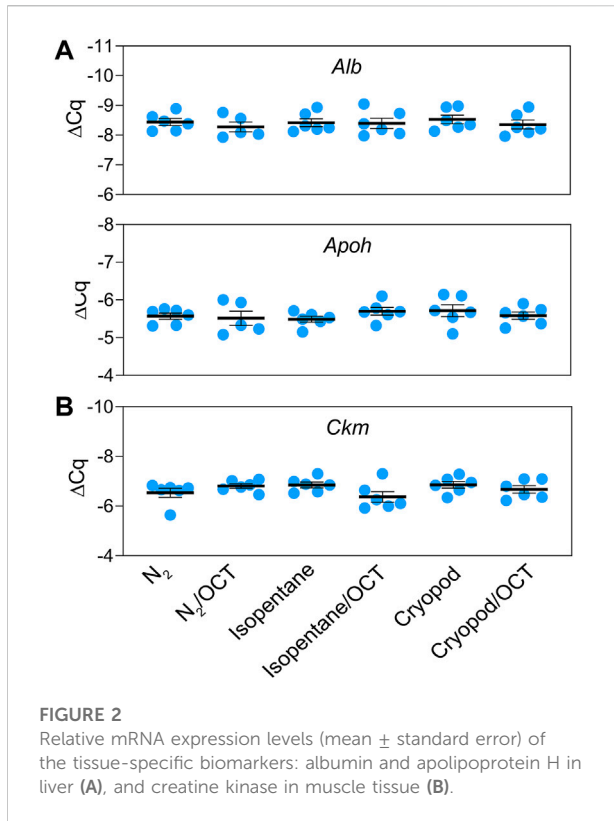 A
Alb
-11
-10
-9
-8
-7
-6
ΔCq
Apoh
-8
-7
-6
-5
-4
ΔCq
B
Ckm
-10
-8
-6
-4
ΔCq
N₂
N₂/OCT
Isopentane
Isopentane/OCT
Cryopod
Cryopod/OCT
FIGURE 2
Relative mRNA expression levels (mean ± standard error) of
the tissue-specific biomarkers: albumin and apolipoprotein H in
liver (A), and creatine kinase in muscle tissue (B).